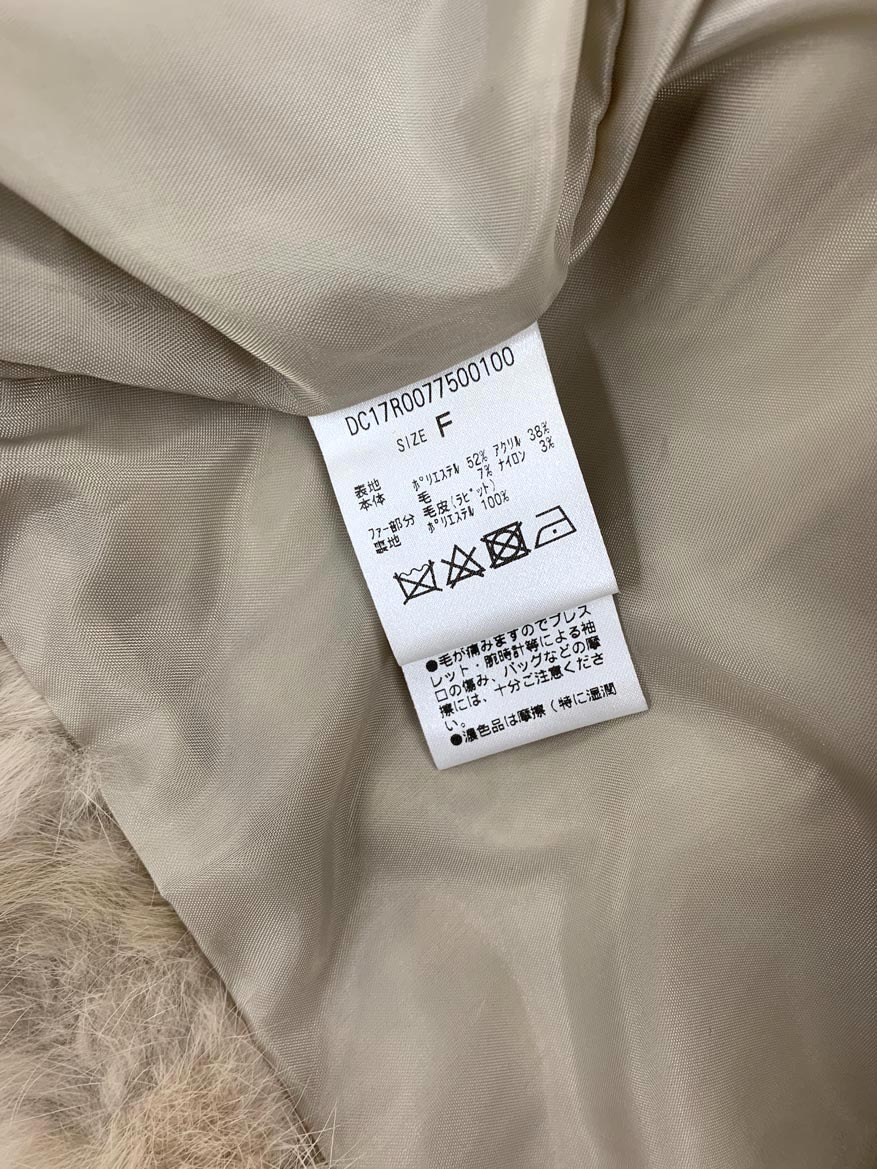 DC17R0077500100
SIZE F
表地 ﾎﾟﾘｴｽﾃﾙ 52% ｱｸﾘﾙ 38%
本体 毛 7% ﾅｲﾛﾝ 3%
ﾌｧｰ部分 毛皮(ﾗﾋﾞｯﾄ)
裏地 ﾎﾟﾘｴｽﾃﾙ 100%
●毛が痛みますのでブレス
レット・腕時計等による袖
口の傷み、バッグなどの摩
擦には、十分ご注意くださ
い。
●濃色品は摩擦(特に湿潤